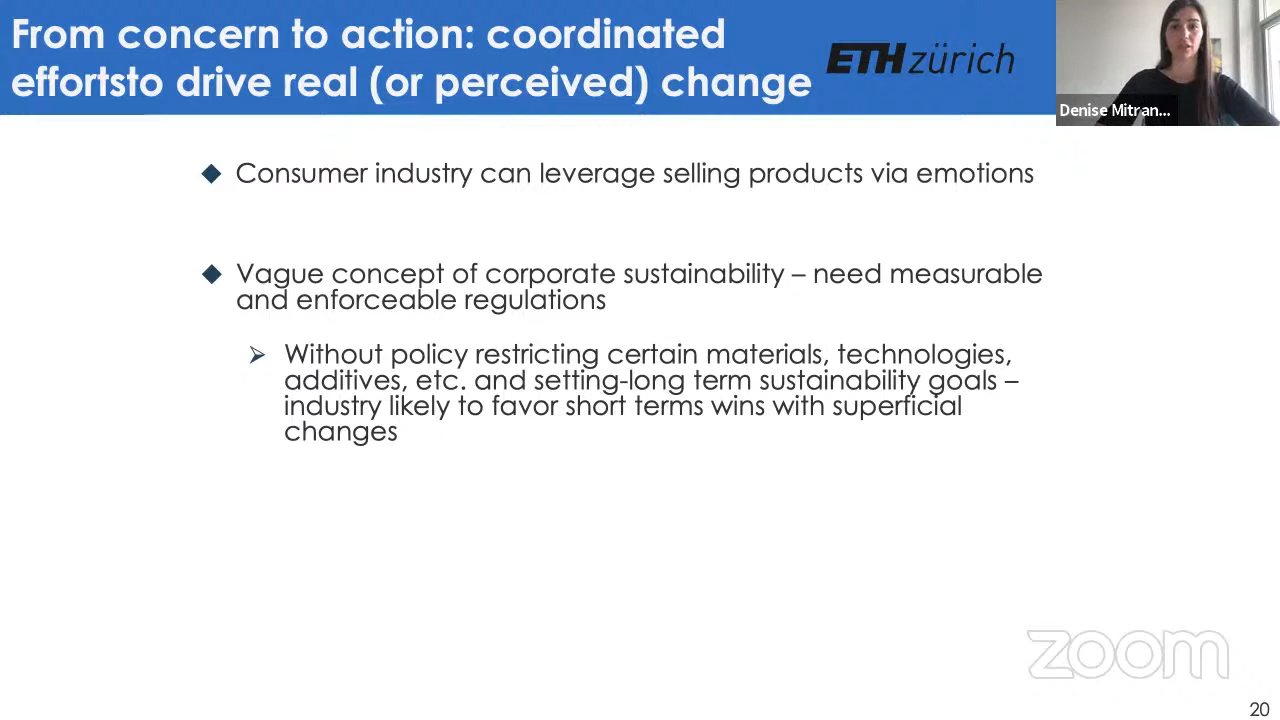 From concern to action: coordinated
effortsto drive real (or perceived) change
ETH zürich
Denise Mitran...
Consumer industry can leverage selling products via emotions
Vague concept of corporate sustainability – need measurable
and enforceable regulations
Without policy restricting certain materials, technologies,
additives, etc. and setting-long term sustainability goals –
industry likely to favor short terms wins with superficial
changes
zoom
20